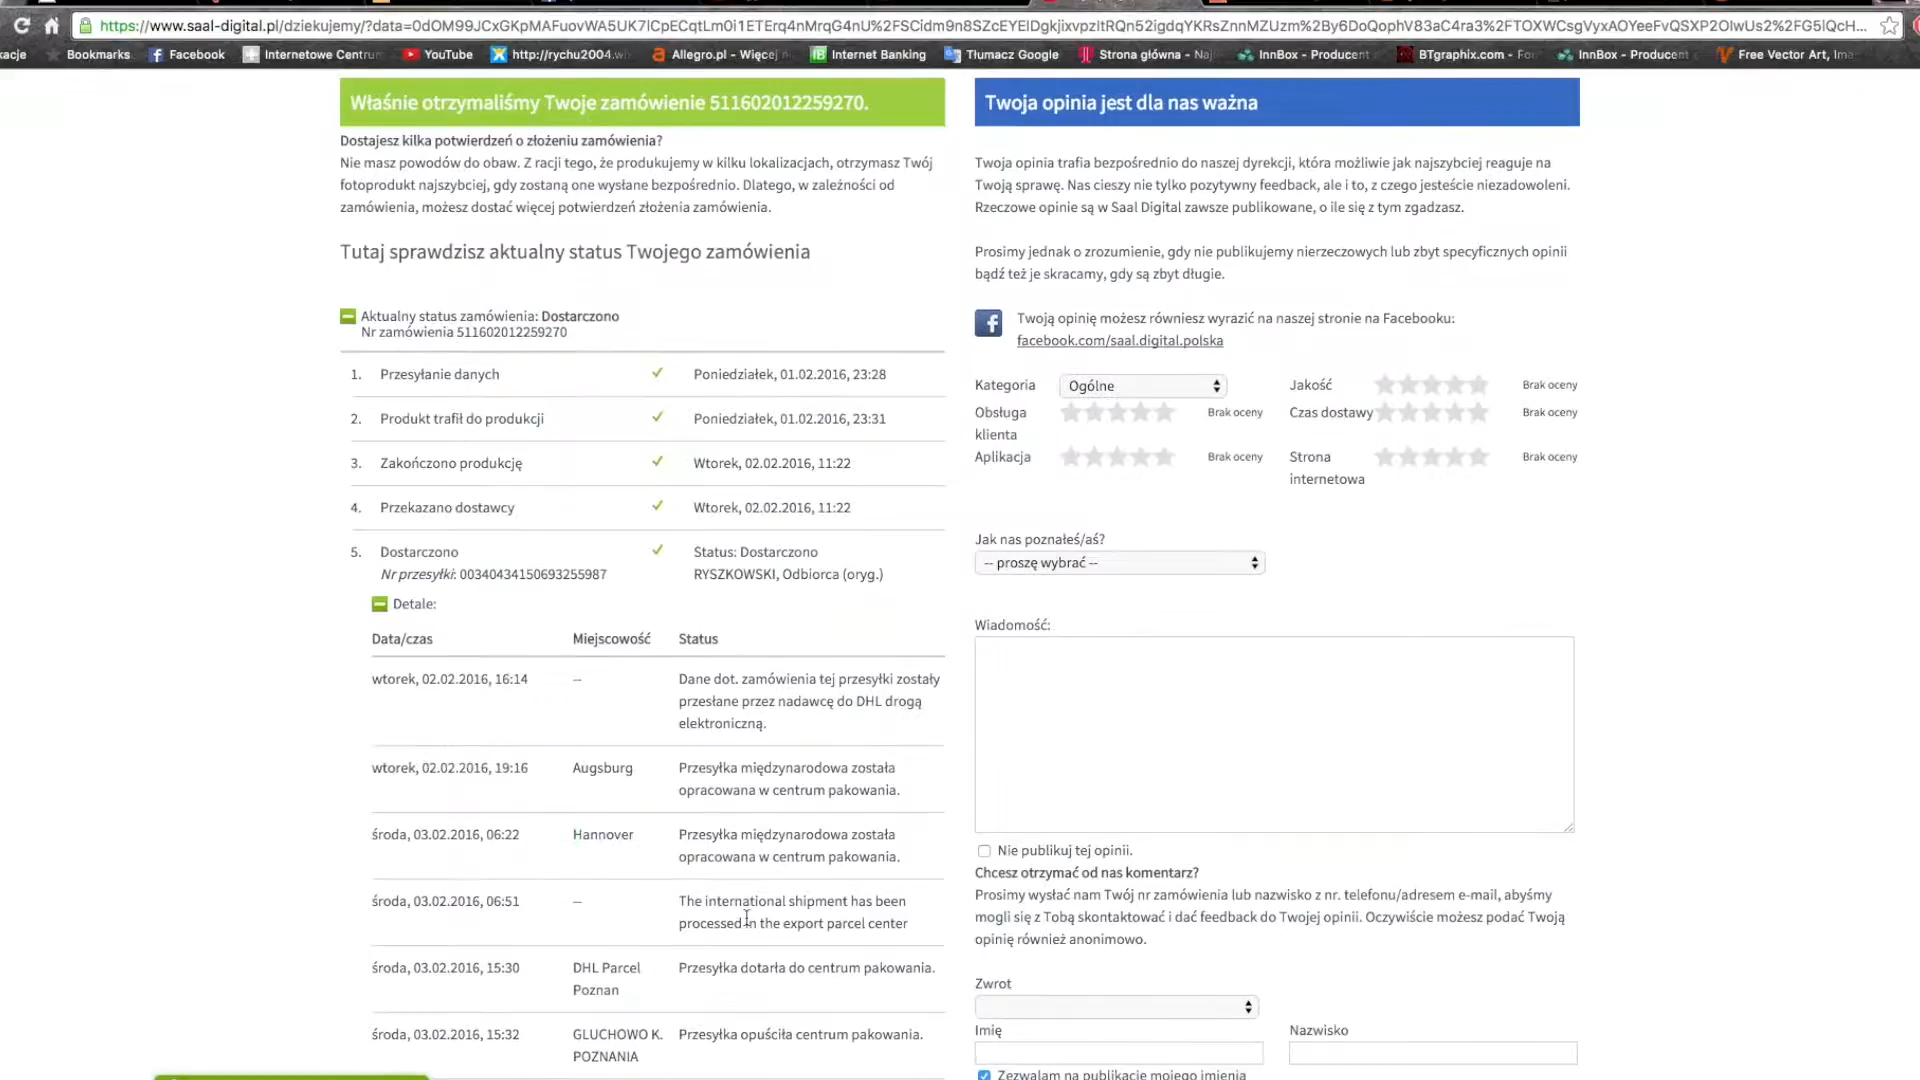 https://www.saal-digital.pl/dziekujemy/?data=
Bookmarks
Facebook
Internetowe Centru
YouTube
http://rychu2004.w
Allegro.pl - Więcej
Internet Banking
Tłumacz Google
Strona główna - Naj
InnBox - Producent
BTgraphix.com - Fo
InnBox - Producent
Free Vector Art, Ima
Właśnie otrzymaliśmy Twoje zamówienie 511602012259270.
Dostajesz kilka potwierdzeń o złożeniu zamówienia?
Nie masz powodów do obaw. Z racji tego, że produkujemy w kilku lokalizacjach, otrzymasz Twój
fotoprodukt najszybciej, gdy zostaną one wysłane bezpośrednio. Dlatego, w zależności od
zamówienia, możesz dostać więcej potwierdzeń złożenia zamówienia.
Tutaj sprawdzisz aktualny status Twojego zamówienia
Aktualny status zamówienia: Dostarczono
Nr zamówienia 511602012259270
1. Przesyłanie danych ✓ Poniedziałek, 01.02.2016, 23:28
2. Produkt trafił do produkcji ✓ Poniedziałek, 01.02.2016, 23:31
3. Zakończono produkcję ✓ Wtorek, 02.02.2016, 11:22
4. Przekazano dostawcy ✓ Wtorek, 02.02.2016, 11:22
5. Dostarczono ✓ Status: Dostarczono
Nr przesyłki: 00340434150693255987 RYSZKOWSKI, Odbiorca (oryg.)
Detale:
Data/czas Miejscowość Status
wtorek, 02.02.2016, 16:14 -- Dane dot. zamówienia tej przesyłki zostały
przesłane przez nadawcę do DHL drogą
elektroniczną.
wtorek, 02.02.2016, 19:16 Augsburg Przesyłka międzynarodowa została
opracowana w centrum pakowania.
środa, 03.02.2016, 06:22 Hannover Przesyłka międzynarodowa została
opracowana w centrum pakowania.
środa, 03.02.2016, 06:51 -- The international shipment has been
processed in the export parcel center
środa, 03.02.2016, 15:30 DHL Parcel Przesyłka dotarła do centrum pakowania.
Poznan
środa, 03.02.2016, 15:32 GLUCHOWO K. Przesyłka opuściła centrum pakowania.
POZNANIA
Twoja opinia jest dla nas ważna
Twoja opinia trafia bezpośrednio do naszej dyrekcji, która możliwie jak najszybciej reaguje na
Twoją sprawę. Nas cieszy nie tylko pozytywny feedback, ale i to, z czego jesteście niezadowoleni.
Rzeczowe opinie są w Saal Digital zawsze publikowane, o ile się z tym zgadzasz.
Prosimy jednak o zrozumienie, gdy nie publikujemy nierzeczowych lub zbyt specyficznych opinii
bądź też je skracamy, gdy są zbyt długie.
Twoją opinię możesz równiesz wyrazić na naszej stronie na Facebooku:
facebook.com/saal.digital.polska
Kategoria Ogólne Jakość Brak oceny
Obsługa Brak oceny Czas dostawy Brak oceny
klienta
Aplikacja Brak oceny Strona Brak oceny
internetowa
Jak nas poznałeś/aś?
-- proszę wybrać --
Wiadomość:
Nie publikuj tej opinii.
Chcesz otrzymać od nas komentarz?
Prosimy wysłać nam Twój nr zamówienia lub nazwisko z nr. telefonu/adresem e-mail, abyśmy
mogli się z Tobą skontaktować i dać feedback do Twojej opinii. Oczywiście możesz podać Twoją
opinię również anonimowo.
Zwrot
Imię Nazwisko
Zezwalam na publikację mojego imienia